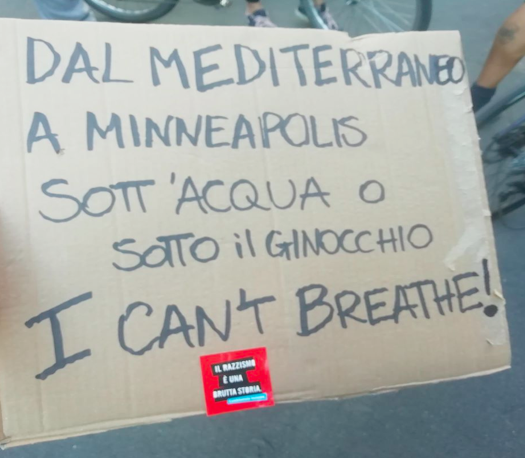 DAL MEDITERRANEO
A MINNEAPOLIS
SOTT'ACQUA O
SOTTO il GINOCCHIO
I CAN'T BREATHE!
IL RAZZISMO
È UNA
BRUTTA STORIA